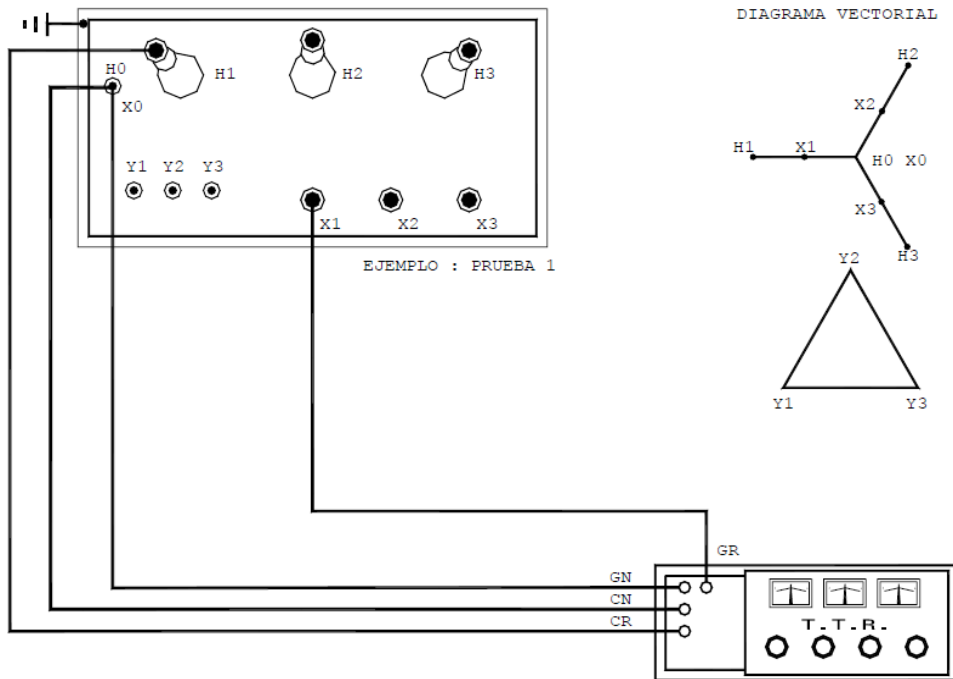 DIAGRAMA VECTORIAL
H0
H1
H2
H3
X0
Y1 Y2 Y3
X1
X2
X3
EJEMPLO : PRUEBA 1
H2
X2
H1
X1
H0 X0
X3
H3
Y2
Y1
Y3
GR
GN
CN
CR
T.T.R.